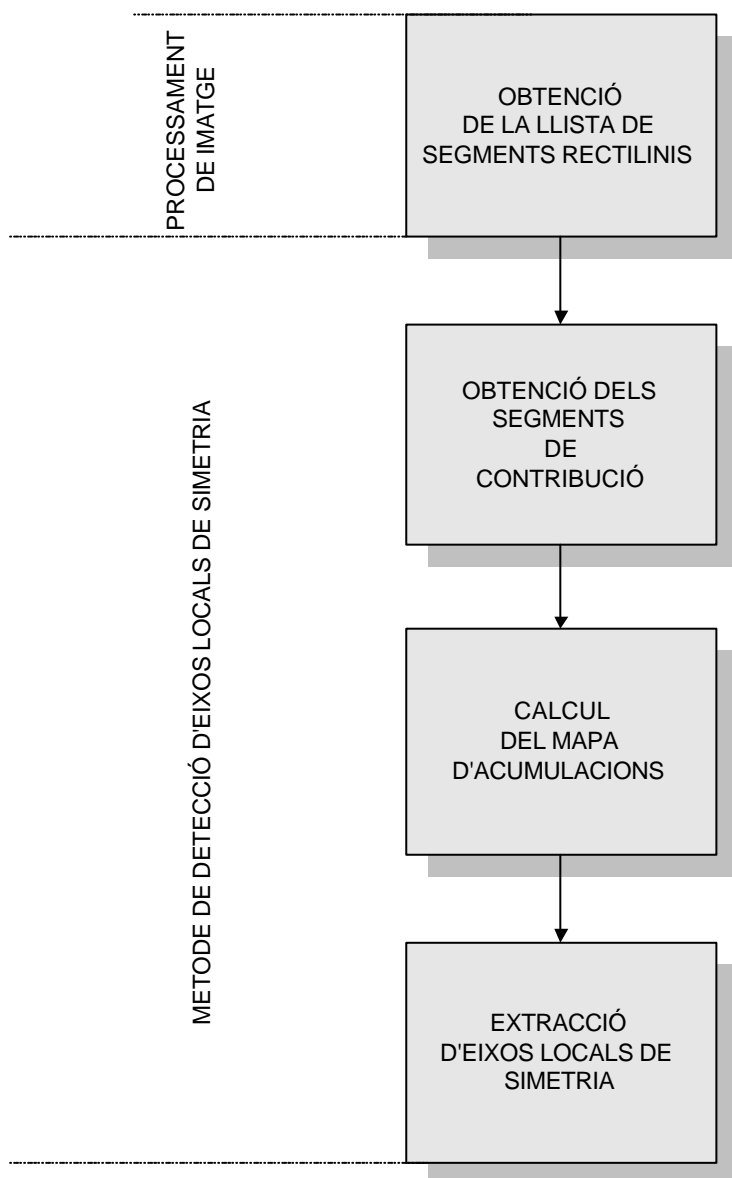 PROCESSAMENT
DE IMATGE
OBTENCIÓ
DE LA LLISTA DE
SEGMENTS RECTILINIS
METODE DE DETECCIÓ D'EIXOS LOCALS DE SIMETRIA
OBTENCIÓ DELS
SEGMENTS
DE
CONTRIBUCIÓ
CALCUL
DEL MAPA
D'ACUMULACIONS
EXTRACCIÓ
D'EIXOS LOCALS DE
SIMETRIA